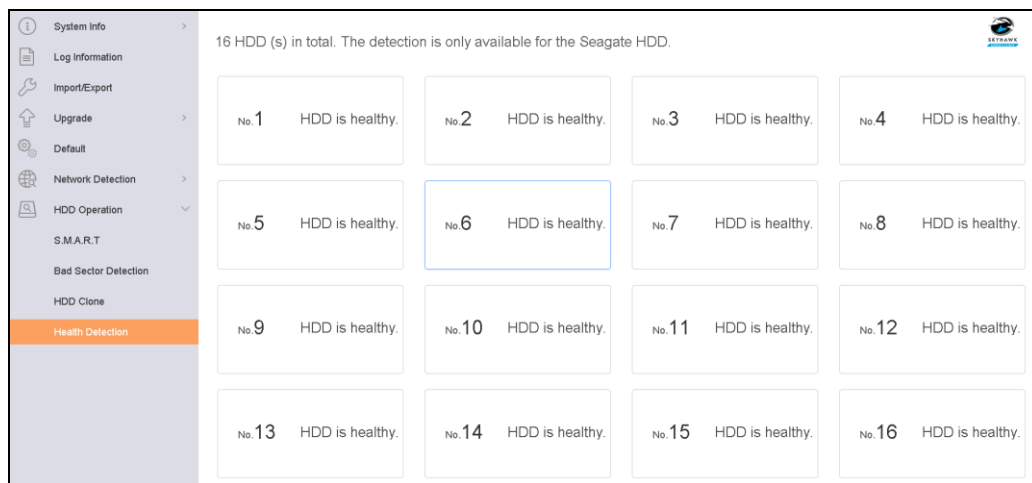 System Info
Log Information
Import/Export
Upgrade
Default
Network Detection
HDD Operation
S.M.A.R.T
Bad Sector Detection
HDD Clone
Health Detection
16 HDD (s) in total. The detection is only available for the Seagate HDD.
SKYHAWK
No.1 HDD is healthy.
No.2 HDD is healthy.
No.3 HDD is healthy.
No.4 HDD is healthy.
No.5 HDD is healthy.
No.6 HDD is healthy.
No.7 HDD is healthy.
No.8 HDD is healthy.
No.9 HDD is healthy.
No.10 HDD is healthy.
No.11 HDD is healthy.
No.12 HDD is healthy.
No.13 HDD is healthy.
No.14 HDD is healthy.
No.15 HDD is healthy.
No.16 HDD is healthy.